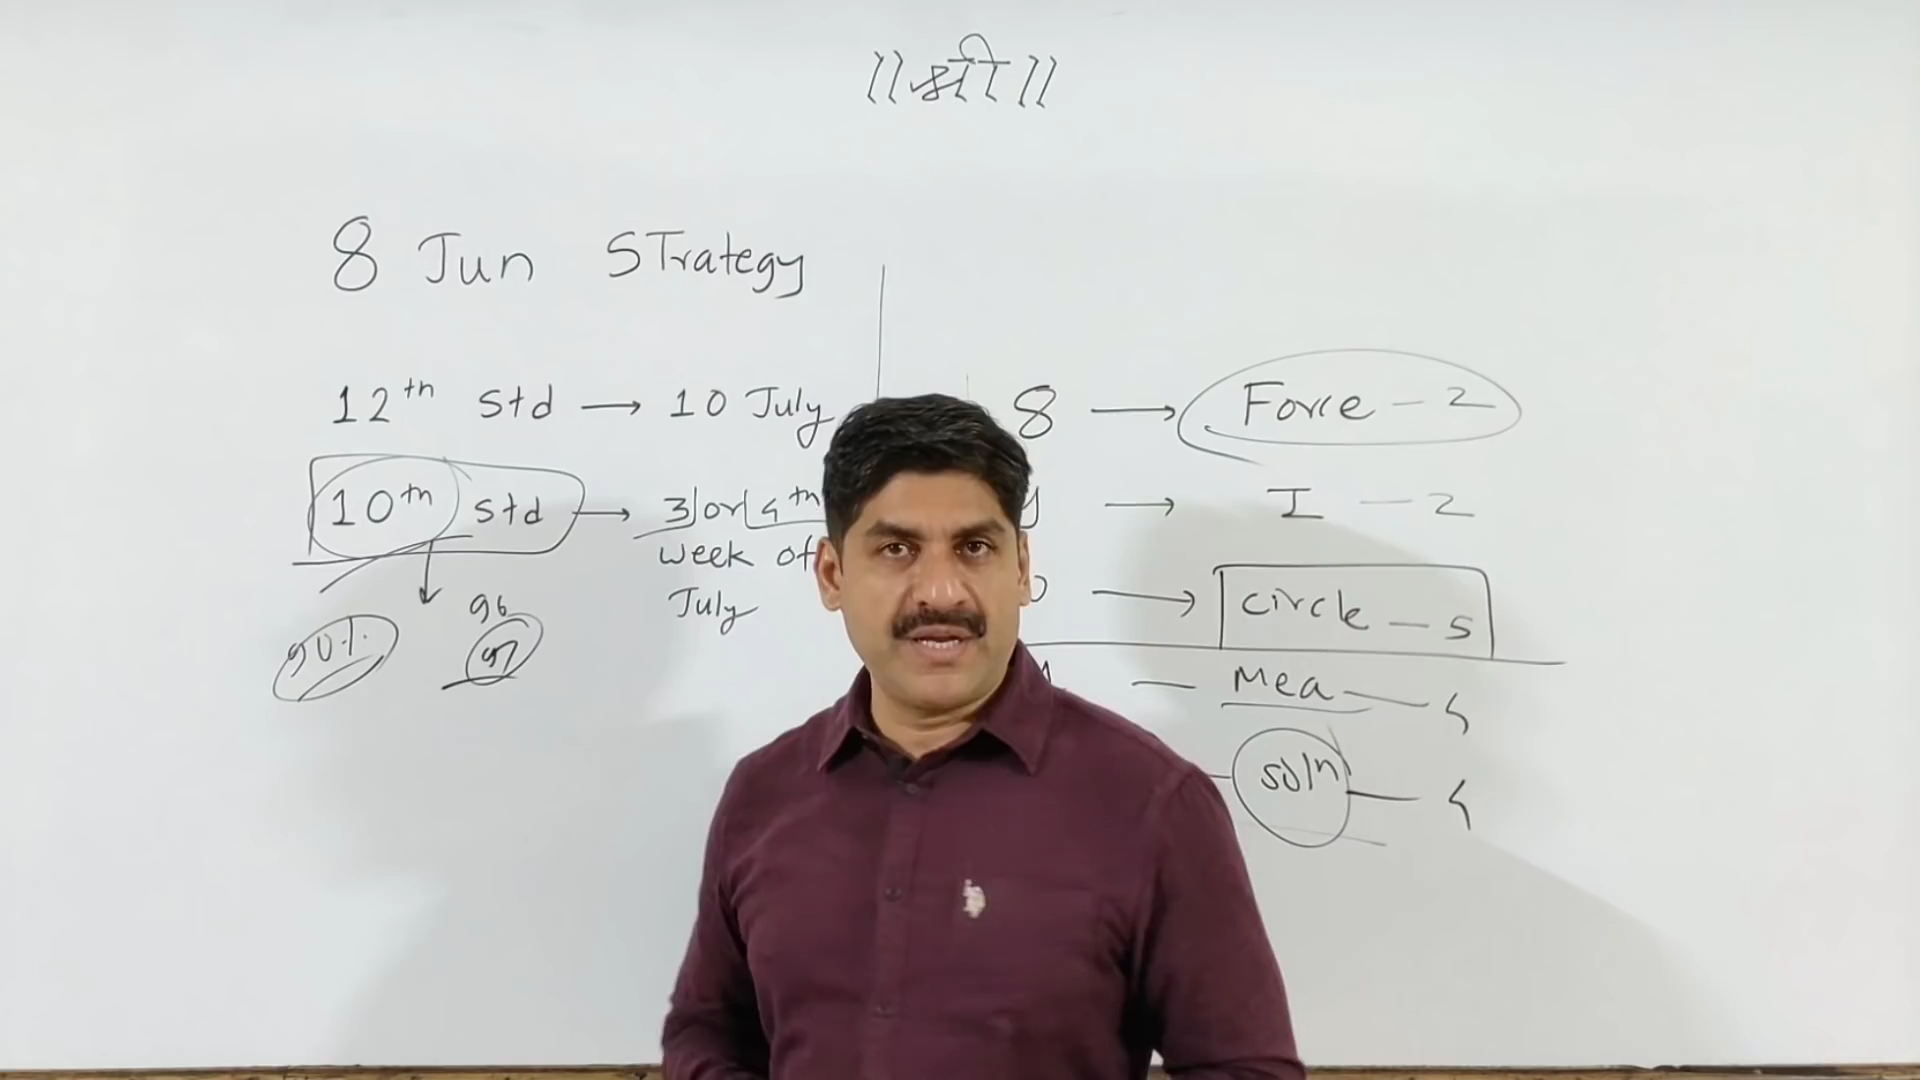 ॥ श्री ॥
8 Jun STrategy
12th std → 10 July
10th std → 3/or/4th
week of
July
90%.
96
97
8 → Force - 2
→ I - 2
→ circle - 5
- Mea - 4
soln - 4